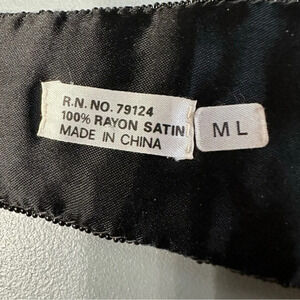 R.N. NO. 79124
100% RAYON SATIN
MADE IN CHINA
M L